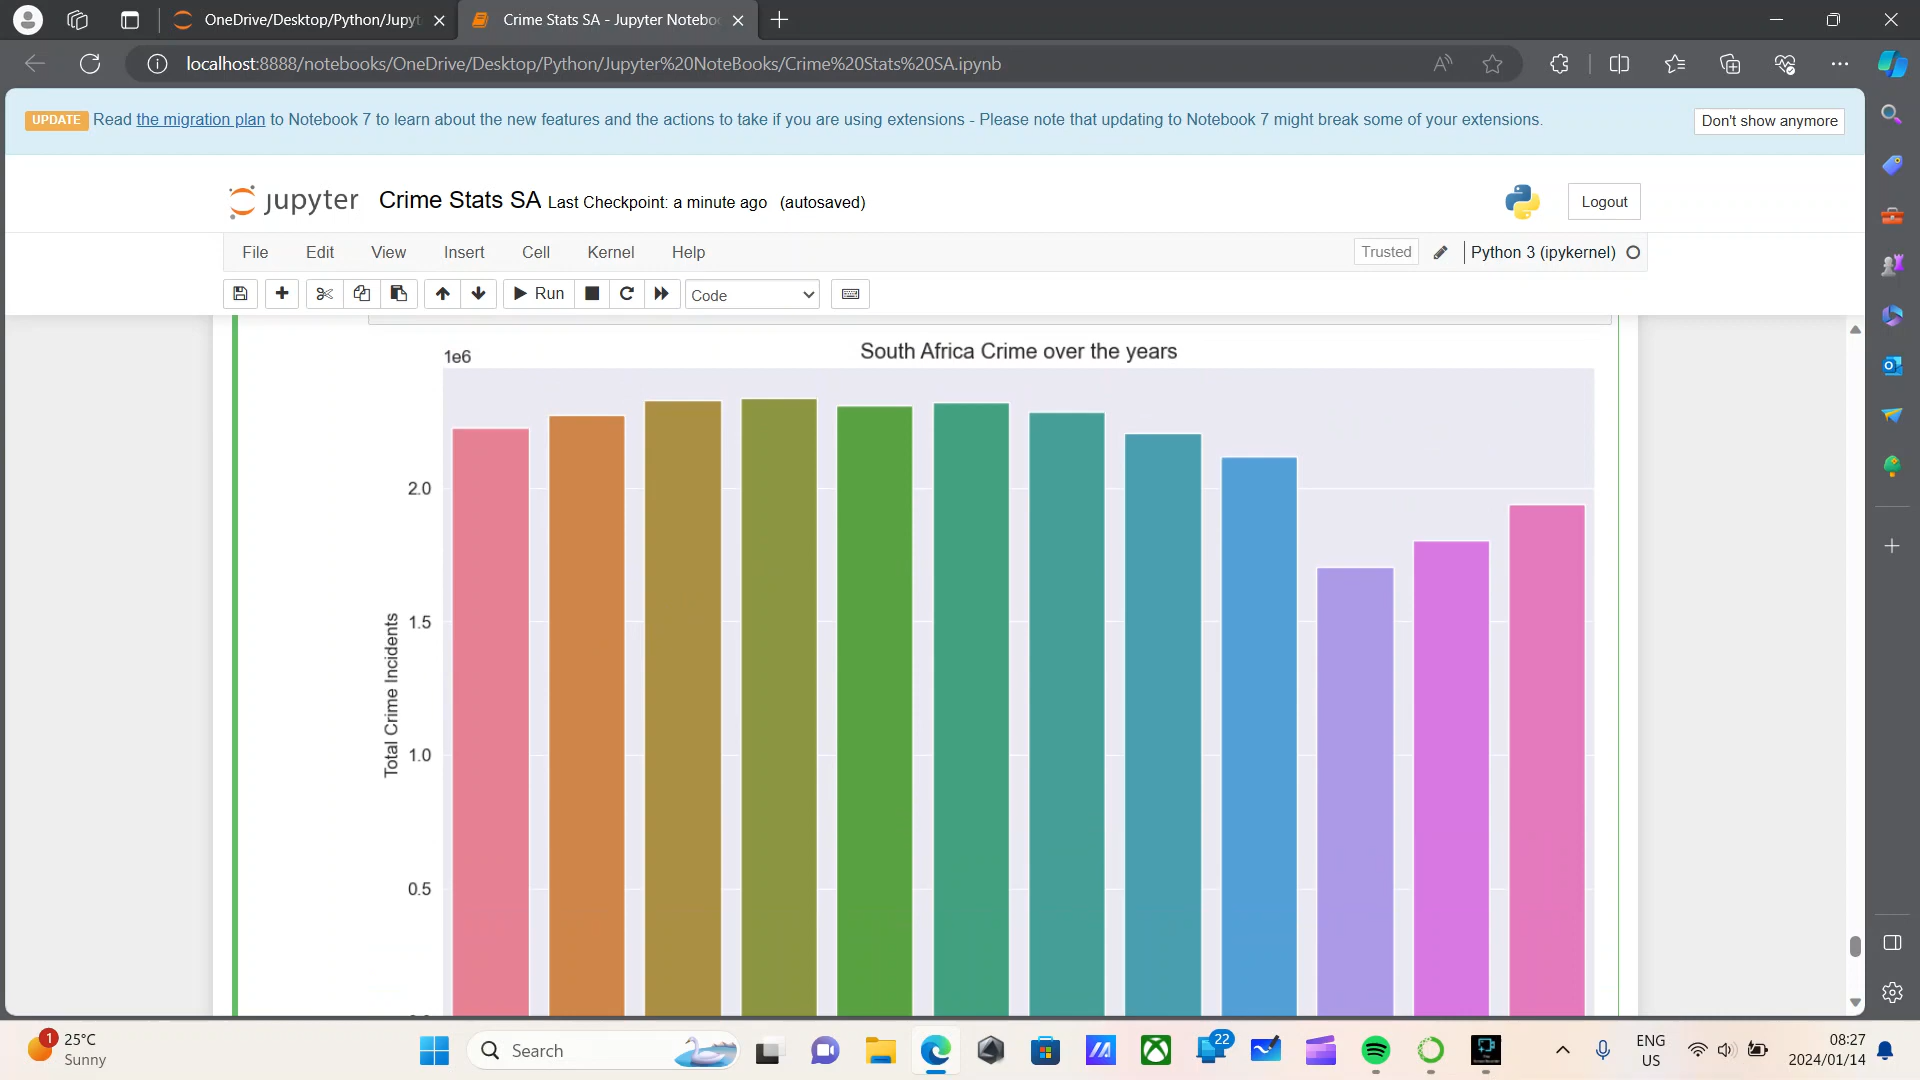 OneDrive/Desktop/Python/Jupyt
Crime Stats SA - Jupyter Notebo
localhost:8888/notebooks/OneDrive/Desktop/Python/Jupyter%20NoteBooks/Crime%20Stats%20SA.ipynb
UPDATE Read the migration plan to Notebook 7 to learn about the new features and the actions to take if you are using extensions - Please note that updating to Notebook 7 might break some of your extensions.
Don't show anymore
jupyter Crime Stats SA Last Checkpoint: a minute ago (autosaved)
Logout
File Edit View Insert Cell Kernel Help
Trusted Python 3 (ipykernel)
Run Code
South Africa Crime over the years
1e6
2.0
1.5
1.0
0.5
Total Crime Incidents
1
25°C
Sunny
Search
22
ENG
US
08:27
2024/01/14